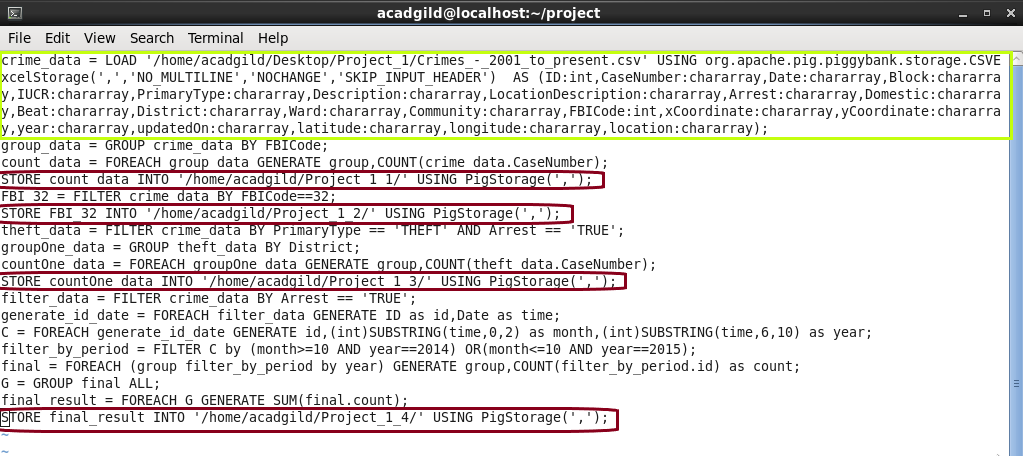 acadgild@localhost:~/project
File Edit View Search Terminal Help
crime_data = LOAD '/home/acadgild/Desktop/Project_1/Crimes_-_2001_to_present.csv' USING org.apache.pig.piggybank.storage.CSVE
xcelStorage(',','NO_MULTILINE','NOCHANGE','SKIP_INPUT_HEADER')  AS (ID:int,CaseNumber:chararray,Date:chararray,Block:chararra
y,IUCR:chararray,PrimaryType:chararray,Description:chararray,LocationDescription:chararray,Arrest:chararray,Domestic:chararra
y,Beat:chararray,District:chararray,Ward:chararray,Community:chararray,FBICode:int,xCoordinate:chararray,yCoordinate:chararra
y,year:chararray,updatedOn:chararray,latitude:chararray,longitude:chararray,location:chararray);
group_data = GROUP crime_data BY FBICode;
count_data = FOREACH group_data GENERATE group,COUNT(crime_data.CaseNumber);
STORE count_data INTO '/home/acadgild/Project_1_1/' USING PigStorage(',');
FBI_32 = FILTER crime_data BY FBICode==32;
STORE FBI_32 INTO '/home/acadgild/Project_1_2/' USING PigStorage(',');
theft_data = FILTER crime_data BY PrimaryType == 'THEFT' AND Arrest == 'TRUE';
groupOne_data = GROUP theft_data BY District;
countOne_data = FOREACH groupOne_data GENERATE group,COUNT(theft_data.CaseNumber);
STORE countOne_data INTO '/home/acadgild/Project_1_3/' USING PigStorage(',');
filter_data = FILTER crime_data BY Arrest == 'TRUE';
generate_id_date = FOREACH filter_data GENERATE ID as id,Date as time;
C = FOREACH generate_id_date GENERATE id,(int)SUBSTRING(time,0,2) as month,(int)SUBSTRING(time,6,10) as year;
filter_by_period = FILTER C by (month>=10 AND year==2014) OR(month<=10 AND year==2015);
final = FOREACH (group filter_by_period by year) GENERATE group,COUNT(filter_by_period.id) as count;
G = GROUP final ALL;
final_result = FOREACH G GENERATE SUM(final.count);
STORE final_result INTO '/home/acadgild/Project_1_4/' USING PigStorage(',');
~
~